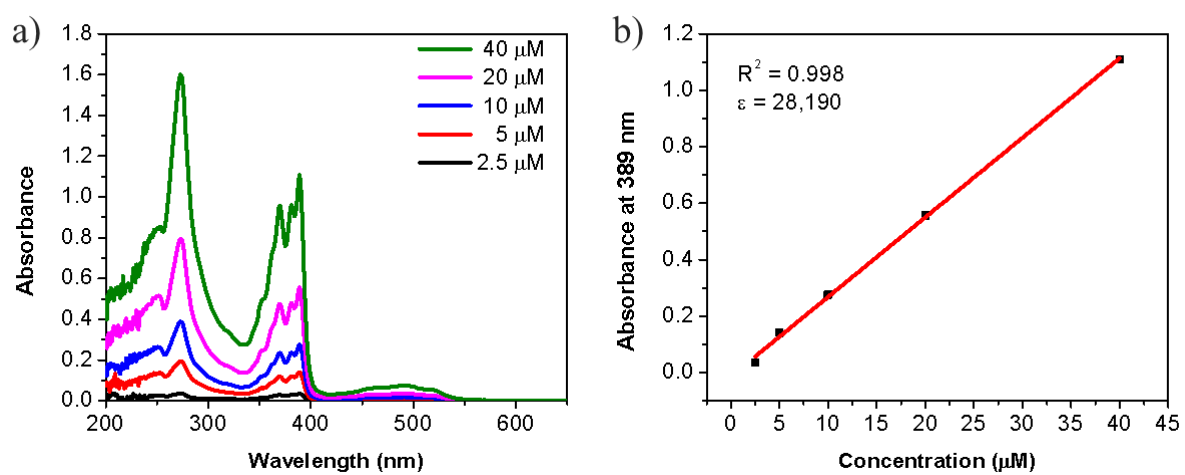 a)
40 μM
20 μM
10 μM
5 μM
2.5 μM
Absorbance
1.8
1.6
1.4
1.2
1.0
0.8
0.6
0.4
0.2
0.0
200 300 400 500 600
Wavelength (nm)
b)
R² = 0.998
ε = 28,190
Absorbance at 389 nm
1.2
1.0
0.8
0.6
0.4
0.2
0.0
0 5 10 15 20 25 30 35 40 45
Concentration (μM)